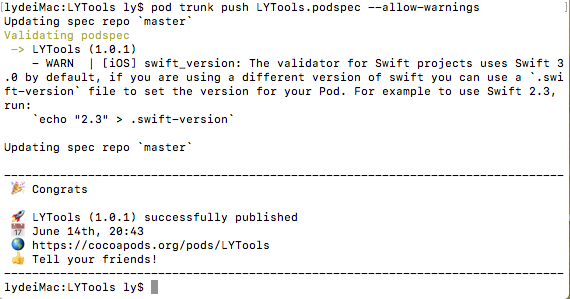 [lydeiMac:LYTools ly$ pod trunk push LYTools.podspec --allow-warnings ]
Updating spec repo `master`
Validating podspec
 -> LYTools (1.0.1)
    - WARN  | [iOS] swift_version: The validator for Swift projects uses Swift 3
.0 by default, if you are using a different version of swift you can use a `.swi
ft-version` file to set the version for your Pod. For example to use Swift 2.3,
run:
    `echo "2.3" > .swift-version`
Updating spec repo `master`
--------------------------------------------------------------------------------
 🎉 Congrats
 🚀 LYTools (1.0.1) successfully published
 📅 June 14th, 20:43
 🌎 https://cocoapods.org/pods/LYTools
 👍 Tell your friends!
--------------------------------------------------------------------------------
lydeiMac:LYTools ly$